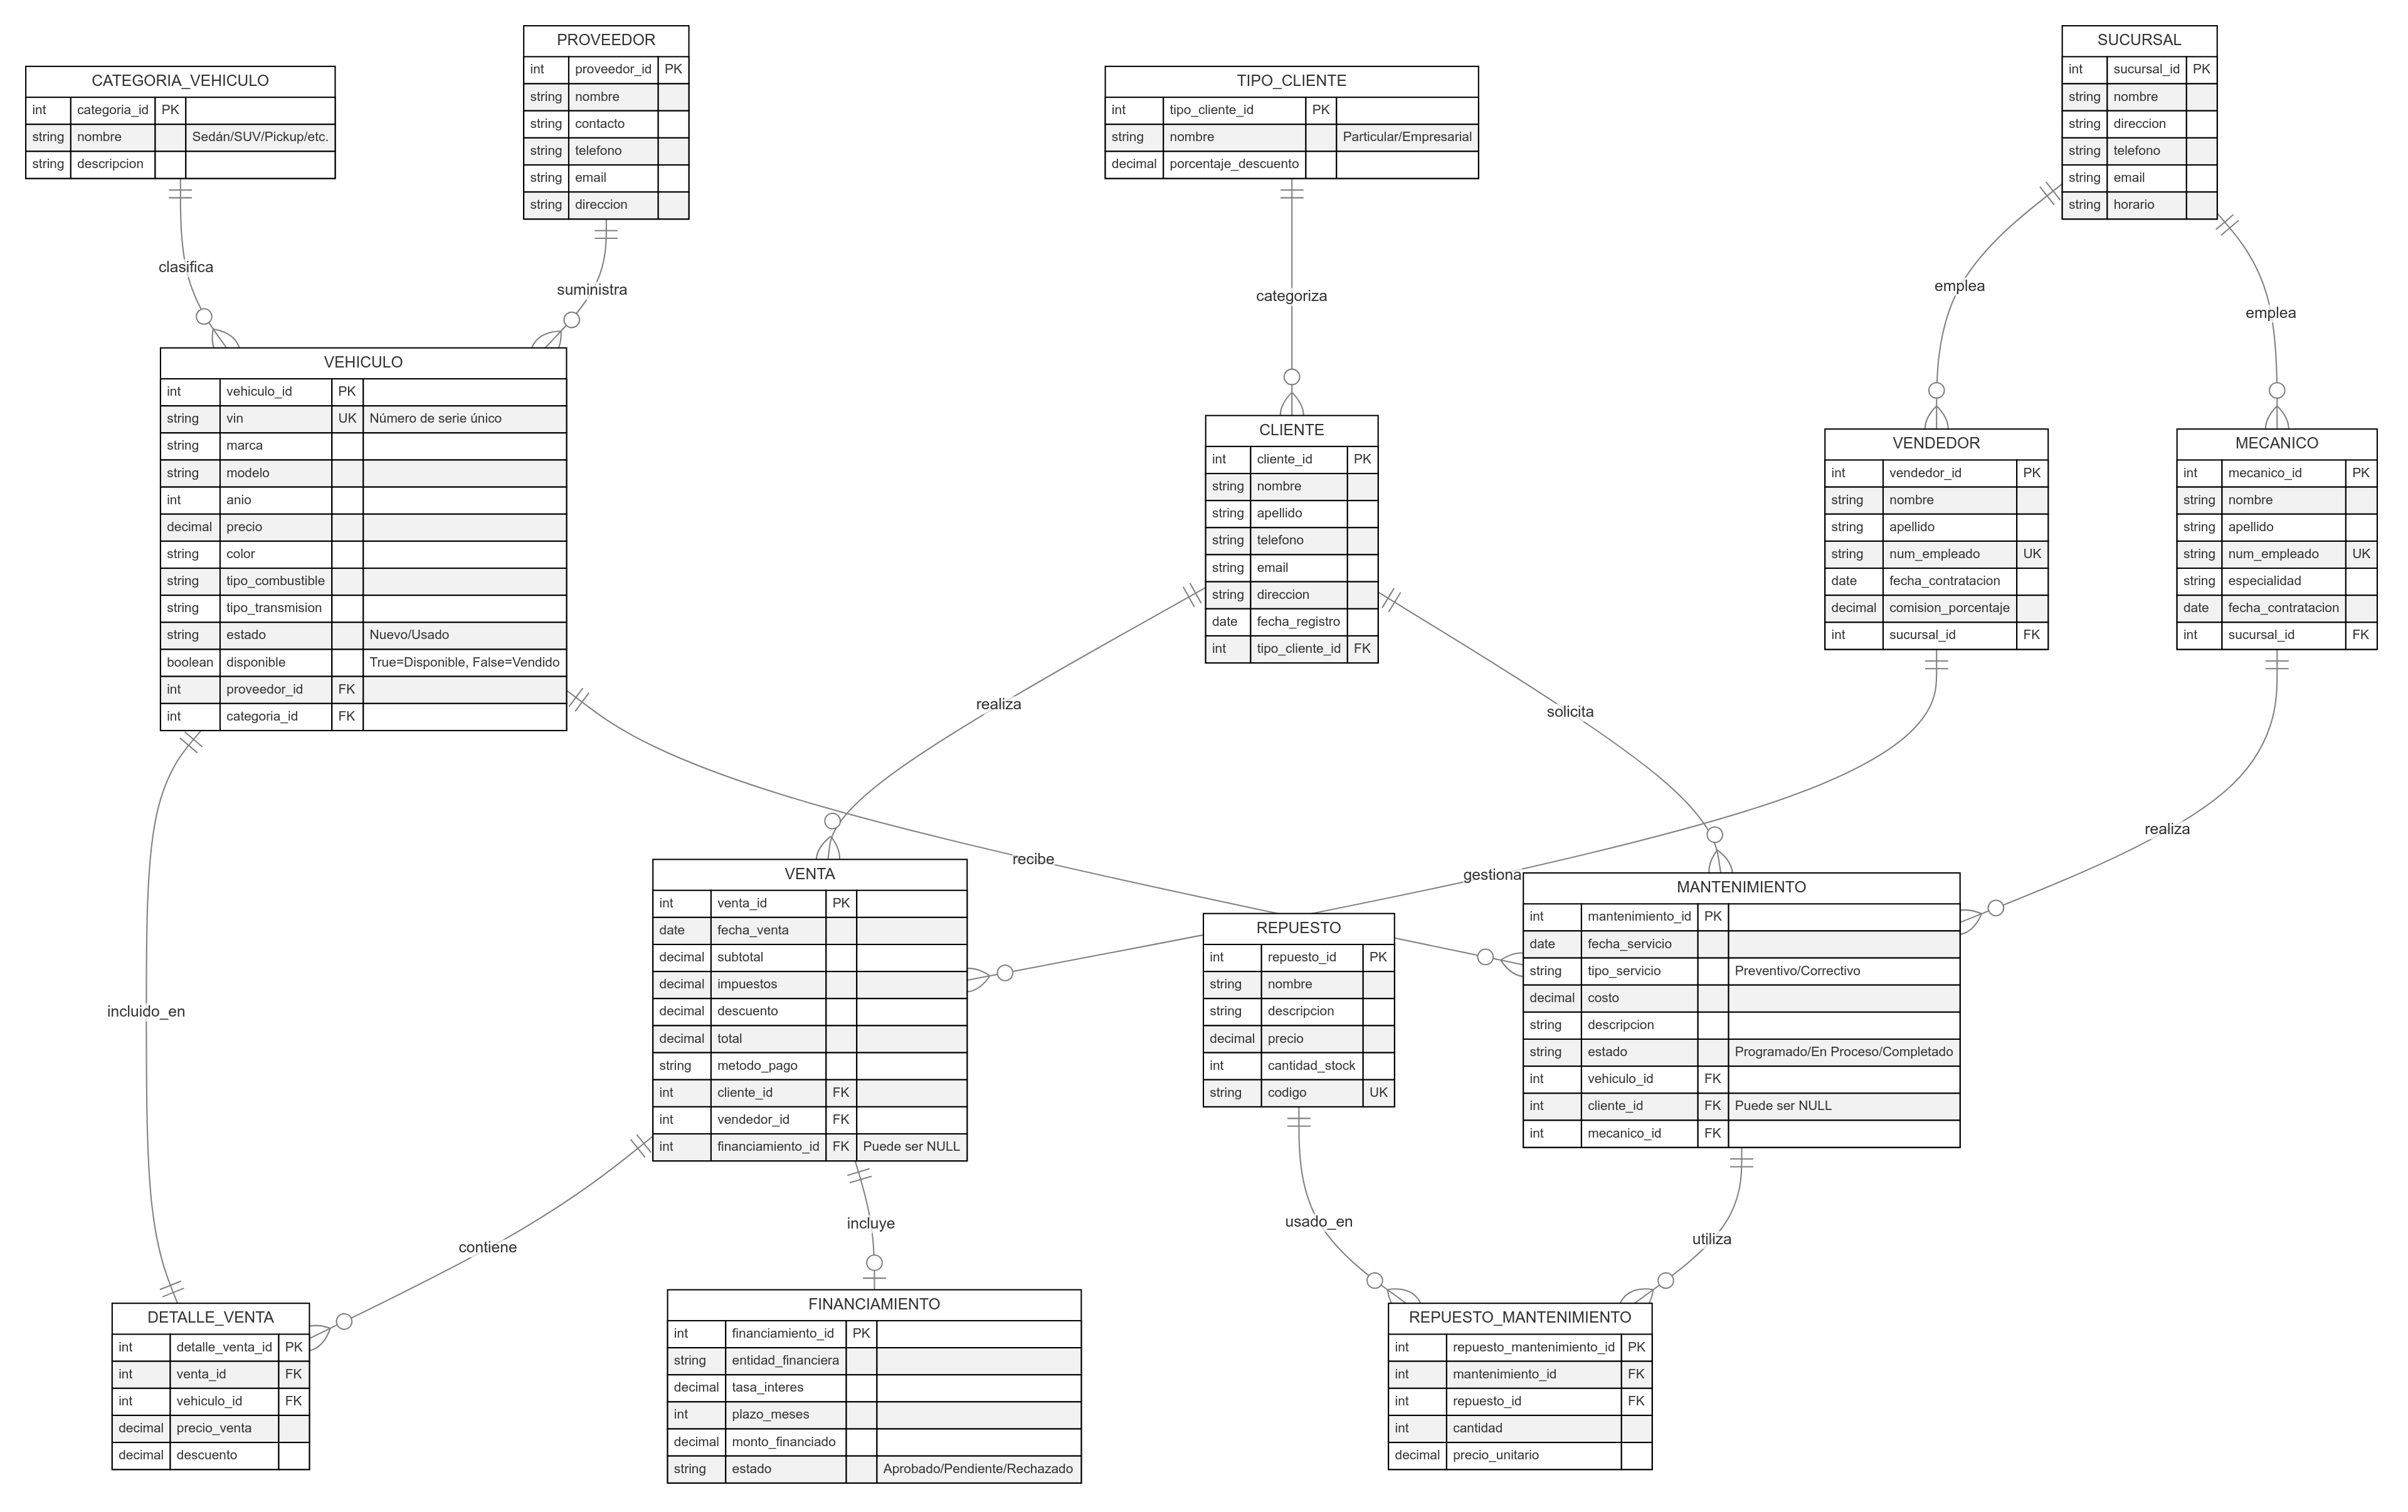 CATEGORIA_VEHICULO
int categoria_id PK
string nombre Sedán/SUV/Pickup/etc.
string descripcion
PROVEEDOR
int proveedor_id PK
string nombre
string contacto
string telefono
string email
string direccion
TIPO_CLIENTE
int tipo_cliente_id PK
string nombre Particular/Empresarial
decimal porcentaje_descuento
SUCURSAL
int sucursal_id PK
string nombre
string direccion
string telefono
string email
string horario
clasifica
suministra
categoriza
emplea
emplea
VEHICULO
int vehiculo_id PK
string vin UK Número de serie único
string marca
string modelo
int anio
decimal precio
string color
string tipo_combustible
string tipo_transmision
string estado Nuevo/Usado
boolean disponible True=Disponible, False=Vendido
int proveedor_id FK
int categoria_id FK
CLIENTE
int cliente_id PK
string nombre
string apellido
string telefono
string email
string direccion
date fecha_registro
int tipo_cliente_id FK
VENDEDOR
int vendedor_id PK
string nombre
string apellido
string num_empleado UK
date fecha_contratacion
decimal comision_porcentaje
int sucursal_id FK
MECANICO
int mecanico_id PK
string nombre
string apellido
string num_empleado UK
string especialidad
date fecha_contratacion
int sucursal_id FK
realiza
solicita
realiza
recibe
gestiona
incluido_en
VENTA
int venta_id PK
date fecha_venta
decimal subtotal
decimal impuestos
decimal descuento
decimal total
string metodo_pago
int cliente_id FK
int vendedor_id FK
int financiamiento_id FK Puede ser NULL
REPUESTO
int repuesto_id PK
string nombre
string descripcion
decimal precio
int cantidad_stock
string codigo UK
MANTENIMIENTO
int mantenimiento_id PK
date fecha_servicio
string tipo_servicio Preventivo/Correctivo
decimal costo
string descripcion
string estado Programado/En Proceso/Completado
int vehiculo_id FK
int cliente_id FK Puede ser NULL
int mecanico_id FK
contiene
incluye
usado_en
utiliza
DETALLE_VENTA
int detalle_venta_id PK
int venta_id FK
int vehiculo_id FK
decimal precio_venta
decimal descuento
FINANCIAMIENTO
int financiamiento_id PK
string entidad_financiera
decimal tasa_interes
int plazo_meses
decimal monto_financiado
string estado Aprobado/Pendiente/Rechazado
REPUESTO_MANTENIMIENTO
int repuesto_mantenimiento_id PK
int mantenimiento_id FK
int repuesto_id FK
int cantidad
decimal precio_unitario